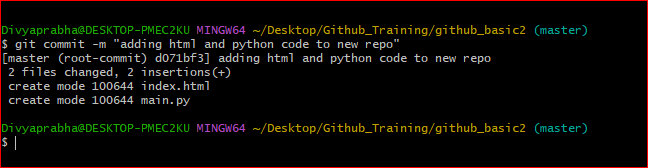 Divyaprabha@DESKTOP-PMEC2KU MINGW64 ~/Desktop/Github_Training/github_basic2 (master)
$ git commit -m "adding html and python code to new repo"
[master (root-commit) d071bf3] adding html and python code to new repo
 2 files changed, 2 insertions(+)
 create mode 100644 index.html
 create mode 100644 main.py
Divyaprabha@DESKTOP-PMEC2KU MINGW64 ~/Desktop/Github_Training/github_basic2 (master)
$